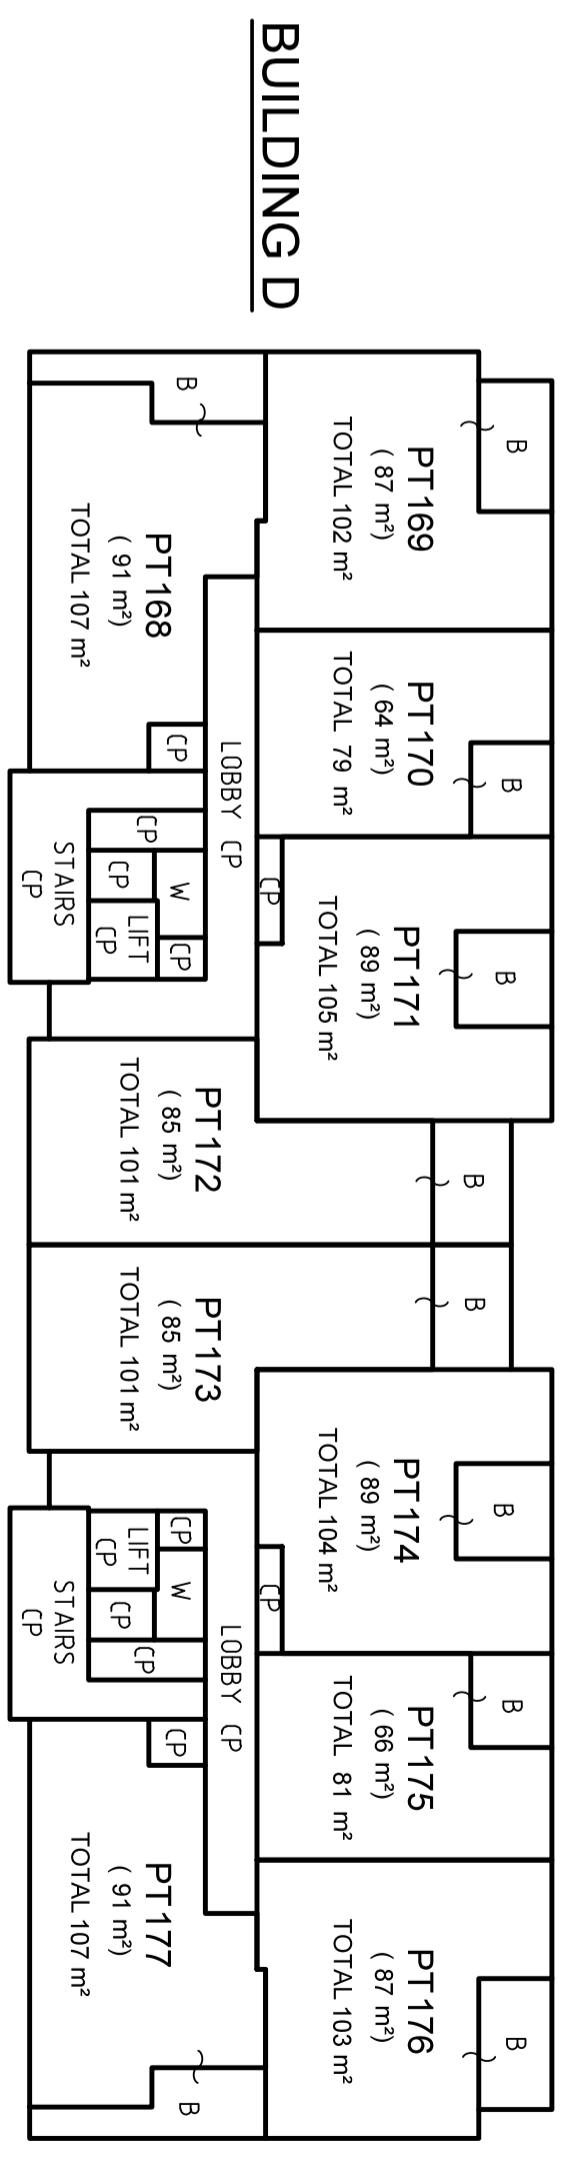 BUILDING D
B
PT169
( 87 m²)
TOTAL 102 m²
B
PT168
( 91 m²)
TOTAL 107 m²
B
PT170
( 64 m²)
TOTAL 79 m²
CP
LOBBY CP
CP
B
PT171
( 89 m²)
TOTAL 105 m²
CP
W
CP
CP
LIFT
CP
STAIRS
CP
B
PT172
( 85 m²)
TOTAL 101 m²
B
PT173
( 85 m²)
TOTAL 101 m²
B
PT174
( 89 m²)
TOTAL 104 m²
CP
CP
W
LIFT
CP
CP
CP
STAIRS
CP
LOBBY CP
CP
B
PT175
( 66 m²)
TOTAL 81 m²
B
PT176
( 87 m²)
TOTAL 103 m²
PT177
( 91 m²)
TOTAL 107 m²
B